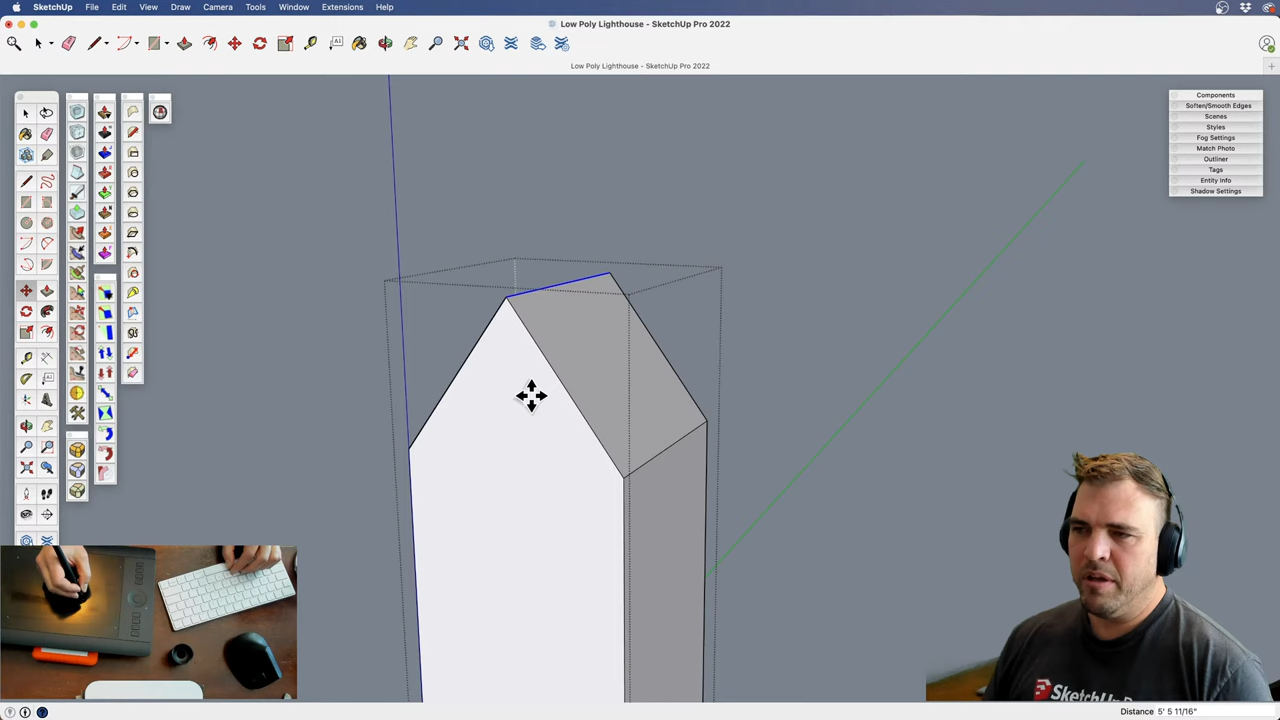 SketchUp File Edit View Draw Camera Tools Window Extensions Help
Low Poly Lighthouse - SketchUp Pro 2022
A1
Low Poly Lighthouse - SketchUp Pro 2022
Components
Soften/Smooth Edges
Scenes
Styles
Fog Settings
Match Photo
Outliner
Tags
Entity Info
Shadow Settings
SketchUp
Distance 5' 5 11/16"